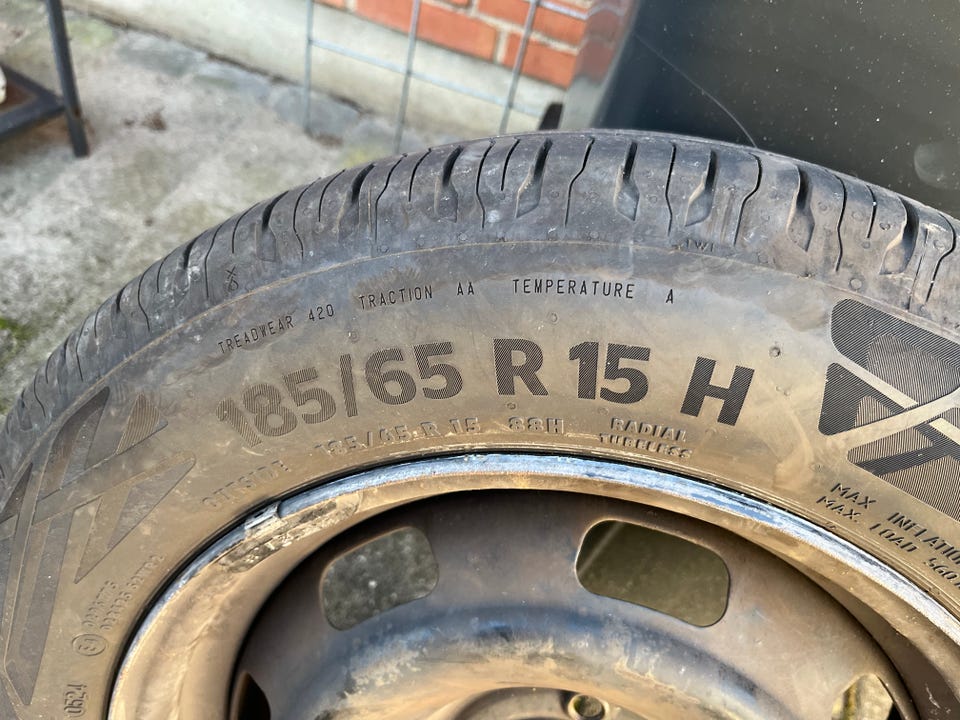 TREADWEAR 420 TRACTION AA TEMPERATURE A
TWI
185/65 R 15 H
OUTSIDE 185/65 R 15 88H RADIAL
TUBELESS
MAX INFLATION
MAX. LOAD 560
0524